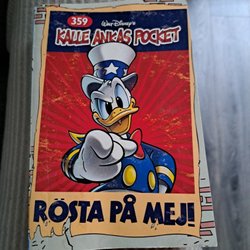 359
WALT DISNEY'S
KALLE ANKAS POCKET
RÖSTA PÅ MEJ!